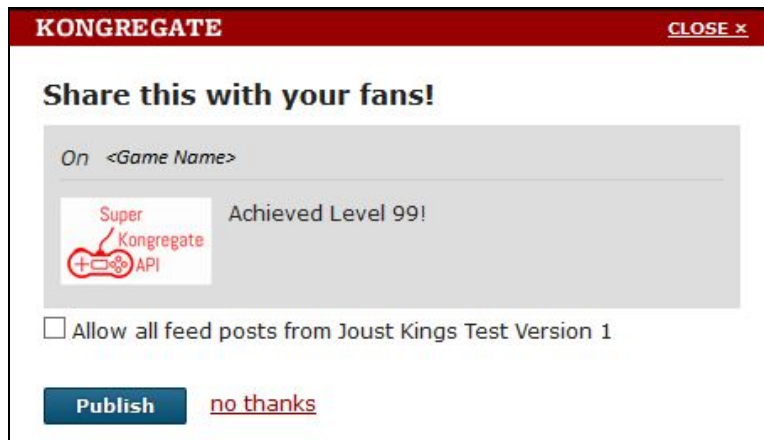 KONGREGATE CLOSE ×
Share this with your fans!
On <Game Name>
Super
Kongregate
API
Achieved Level 99!
Allow all feed posts from Joust Kings Test Version 1
Publish no thanks